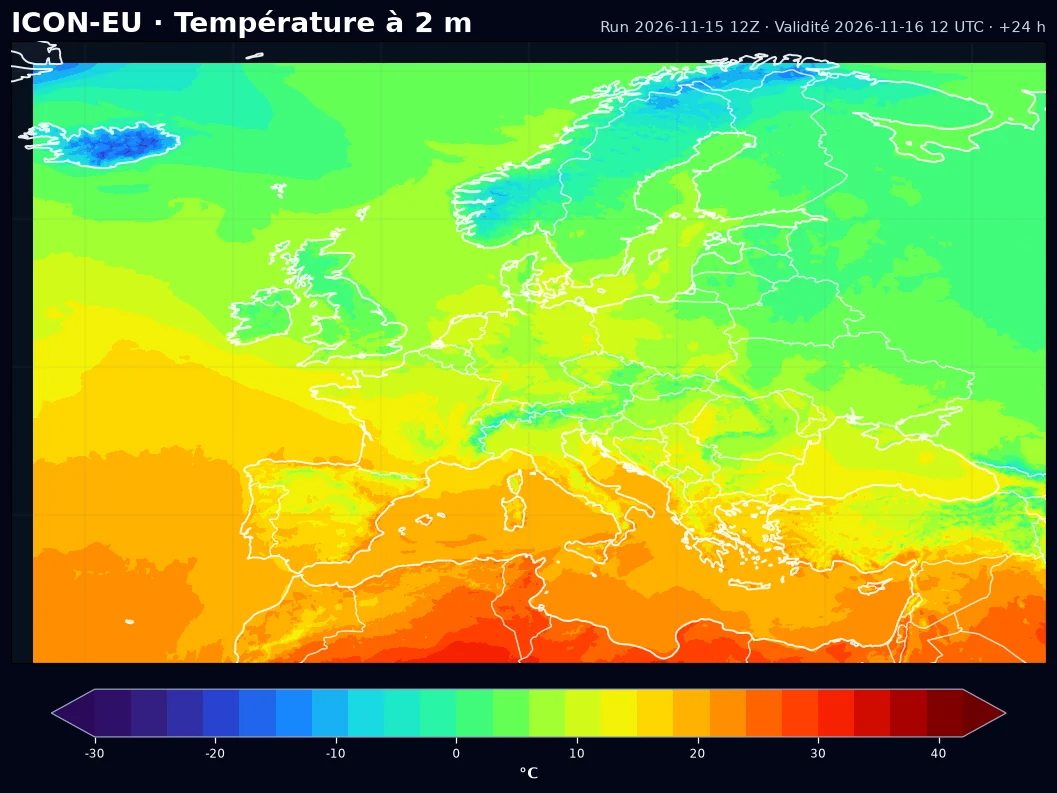 ICON-EU · Température à 2 m
Run 2026-11-15 12Z · Validité 2026-11-16 12 UTC · +24 h
-30 -20 -10 0 10 20 30 40
°C